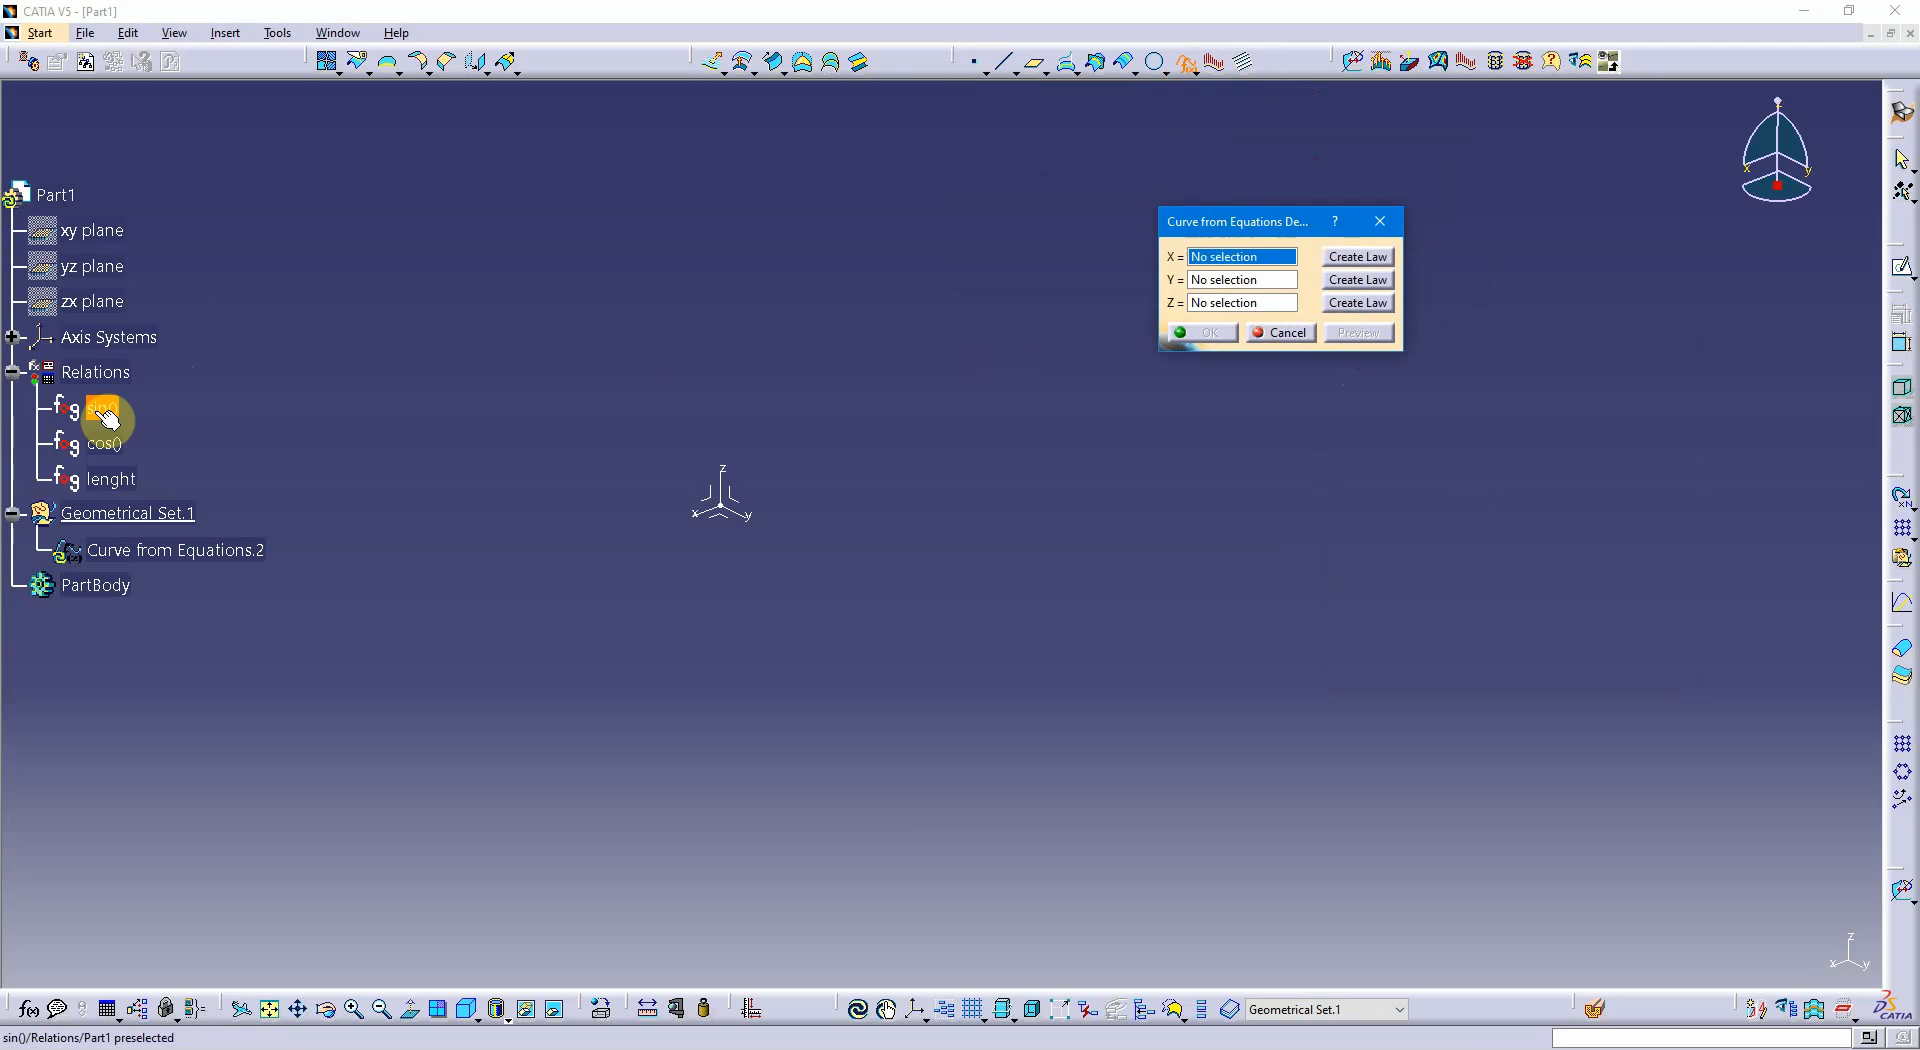 CATIA V5 - [Part1]
Start File Edit View Insert Tools Window Help
Part1
xy plane
yz plane
zx plane
Axis Systems
Relations
sin()
cos()
lenght
Geometrical Set.1
Curve from Equations.2
PartBody
Curve from Equations De... ?
X = No selection Create Law
Y = No selection Create Law
Z = No selection Create Law
OK Cancel Preview
z
x y
z
x y
x y
z
Geometrical Set.1
CATIA
sin()/Relations/Part1 preselected